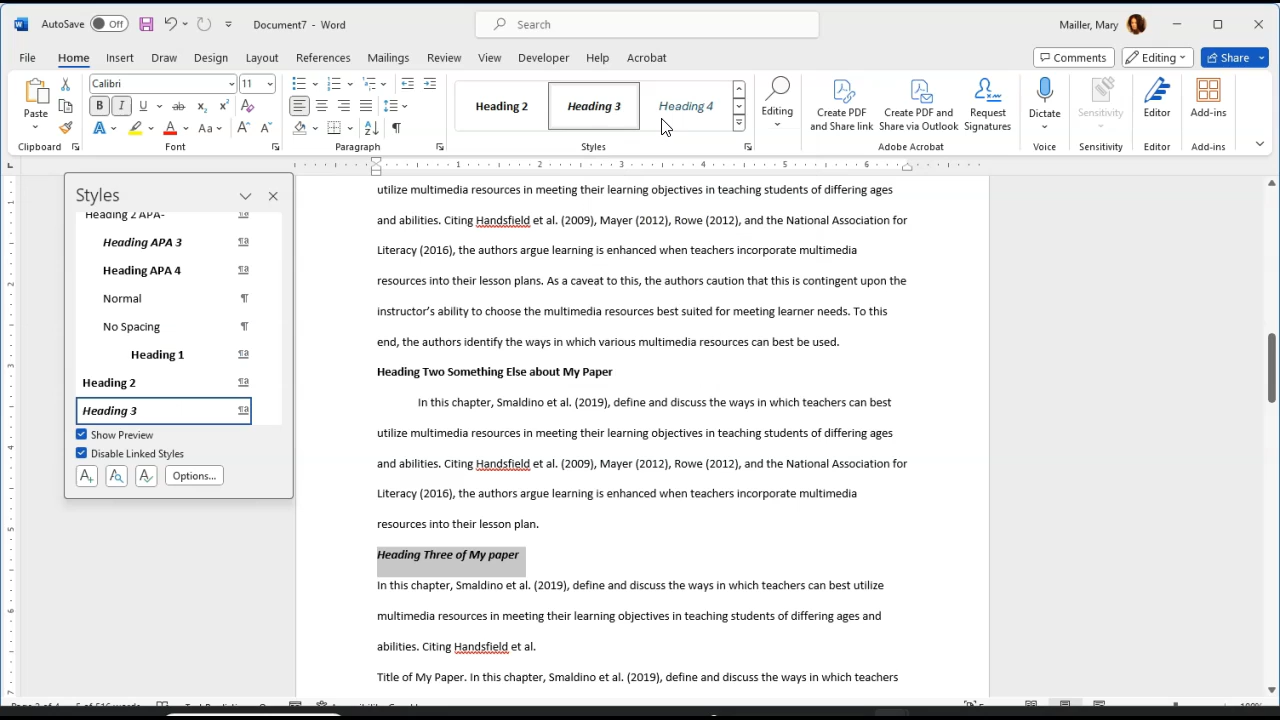 AutoSave Off Document7 - Word Search Mailler, Mary
File Home Insert Draw Design Layout References Mailings Review View Developer Help Acrobat Comments Editing Share
Paste
Clipboard
Calibri 11
Font
Paragraph
Heading 2 Heading 3 Heading 4
Styles
Editing
Create PDF and Share link
Create PDF and Share via Outlook
Request Signatures
Adobe Acrobat
Dictate
Voice
Sensitivity
Sensitivity
Editor
Editor
Add-ins
Add-ins
Styles
Heading 2 APA-
Heading APA 3
Heading APA 4
Normal
No Spacing
Heading 1
Heading 2
Heading 3
Show Preview
Disable Linked Styles
Options...
utilize multimedia resources in meeting their learning objectives in teaching students of differing ages
and abilities. Citing Handsfield et al. (2009), Mayer (2012), Rowe (2012), and the National Association for
Literacy (2016), the authors argue learning is enhanced when teachers incorporate multimedia
resources into their lesson plans. As a caveat to this, the authors caution that this is contingent upon the
instructor's ability to choose the multimedia resources best suited for meeting learner needs. To this
end, the authors identify the ways in which various multimedia resources can best be used.
Heading Two Something Else about My Paper
In this chapter, Smaldino et al. (2019), define and discuss the ways in which teachers can best
utilize multimedia resources in meeting their learning objectives in teaching students of differing ages
and abilities. Citing Handsfield et al. (2009), Mayer (2012), Rowe (2012), and the National Association for
Literacy (2016), the authors argue learning is enhanced when teachers incorporate multimedia
resources into their lesson plan.
Heading Three of My paper
In this chapter, Smaldino et al. (2019), define and discuss the ways in which teachers can best utilize
multimedia resources in meeting their learning objectives in teaching students of differing ages and
abilities. Citing Handsfield et al.
Title of My Paper. In this chapter, Smaldino et al. (2019), define and discuss the ways in which teachers